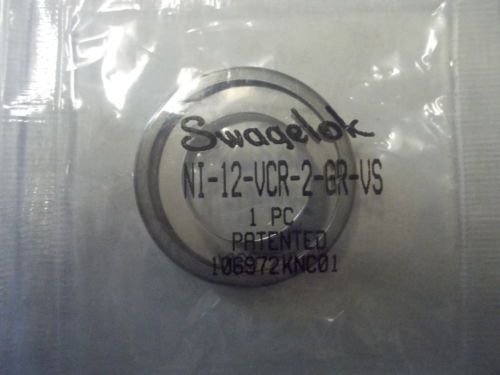 Swagelok
NI-12-VCR-2-GR-VS
1 PC
PATENTED
106972KNC01